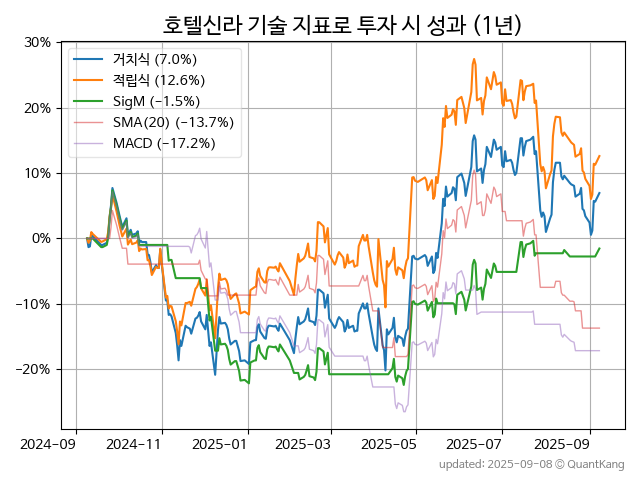 호텔신라 기술 지표로 투자 시 성과 (1년)
거치식 (7.0%)
적립식 (12.6%)
SigM (−1.5%)
SMA(20) (−13.7%)
MACD (−17.2%)
30%
20%
10%
0%
−10%
−20%
2024-09 2024-11 2025-01 2025-03 2025-05 2025-07 2025-09
updated: 2025-09-08 ⓒ QuantKang